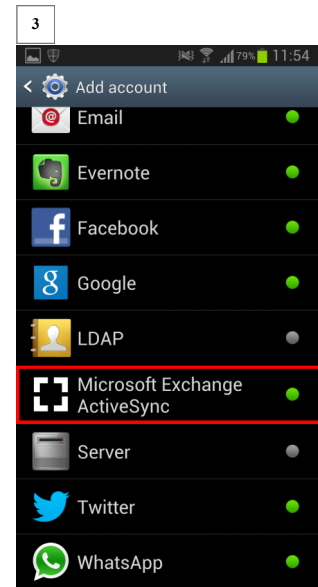 3
79% 11:54
Add account
Email
Evernote
Facebook
Google
LDAP
Microsoft Exchange
ActiveSync
Server
Twitter
WhatsApp